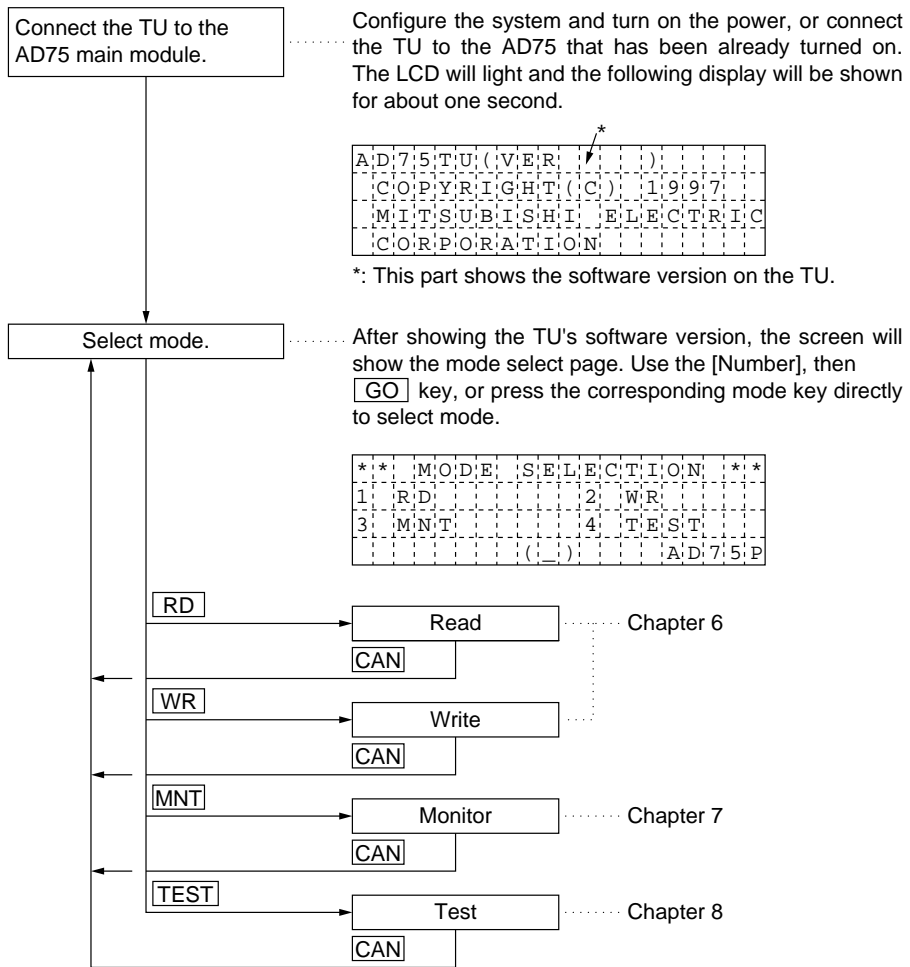 Connect the TU to the
AD75 main module.
Configure the system and turn on the power, or connect
the TU to the AD75 that has been already turned on.
The LCD will light and the following display will be shown
for about one second.
*
AD75TU(VER    )
COPYRIGHT(C) 1997
MITSUBISHI ELECTRIC
CORPORATION
*: This part shows the software version on the TU.
Select mode.
After showing the TU's software version, the screen will
show the mode select page. Use the [Number], then
GO key, or press the corresponding mode key directly
to select mode.
** MODE SELECTION **
1 RD 2 WR
3 MNT 4 TEST
(_) AD75P
RD
Read
Chapter 6
CAN
WR
Write
CAN
MNT
Monitor
Chapter 7
CAN
TEST
Test
Chapter 8
CAN